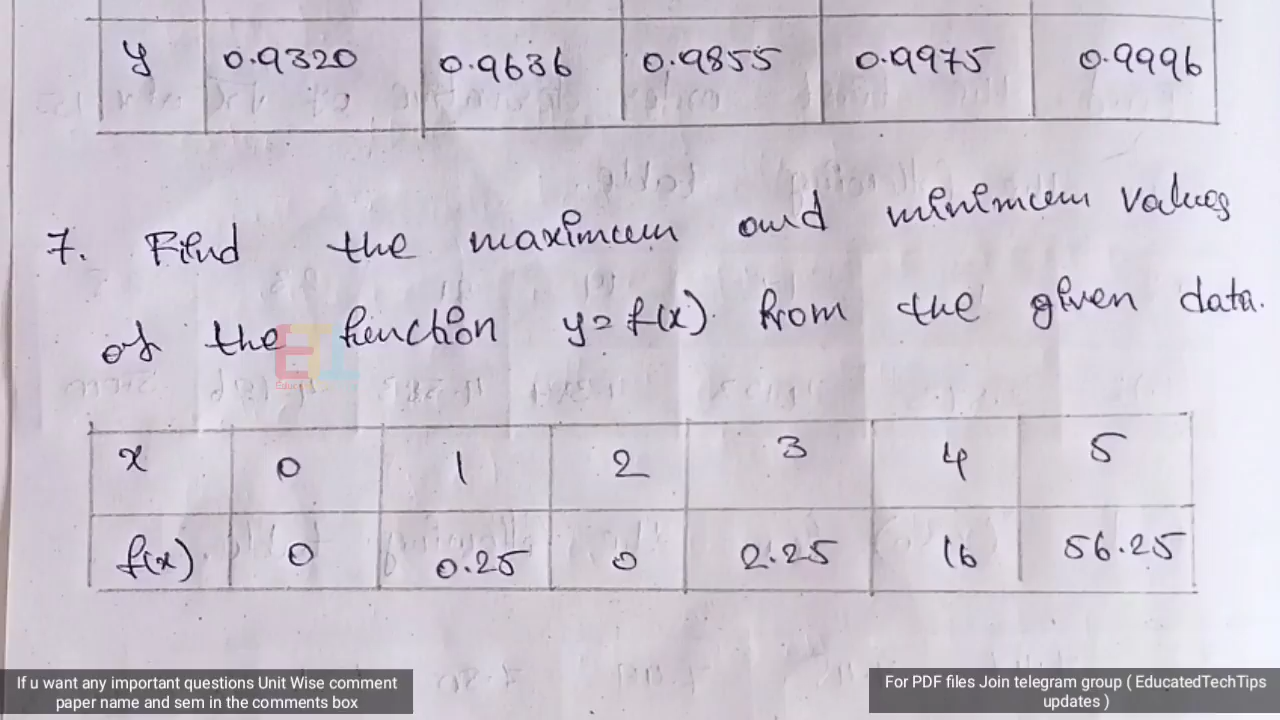 y 0.9320 0.9636 0.9855 0.9975 0.9996
7. Find the maximum and minimum values
of the function y = f(x) from the given data.
x 0 1 2 3 4 5
f(x) 0 0.25 0 2.25 16 56.25
If u want any important questions Unit Wise comment
paper name and sem in the comments box
For PDF files Join telegram group ( EducatedTechTips
updates )